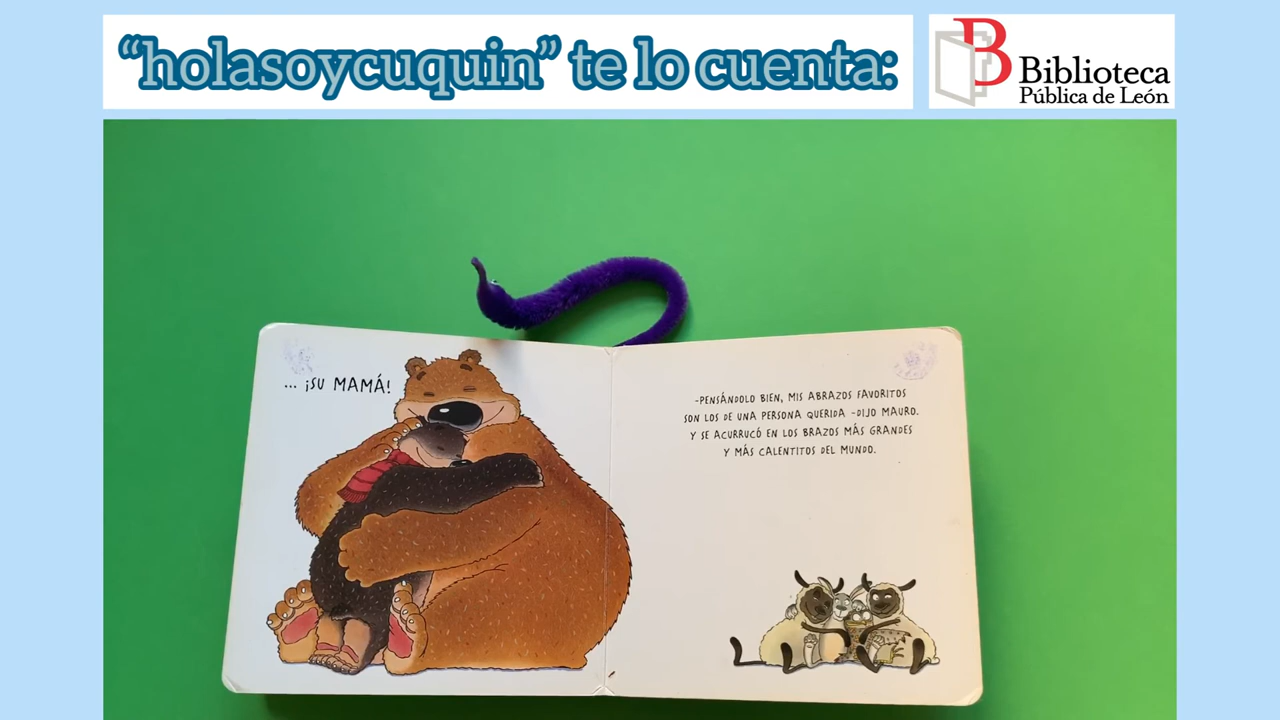 “holasoycuquin” te lo cuenta:
Biblioteca
Pública de León
... ¡SU MAMÁ!
-PENSÁNDOLO BIEN, MIS ABRAZOS FAVORITOS
SON LOS DE UNA PERSONA QUERIDA -DIJO MAURO.
Y SE ACURRUCÓ EN LOS BRAZOS MÁS GRANDES
Y MÁS CALENTITOS DEL MUNDO.